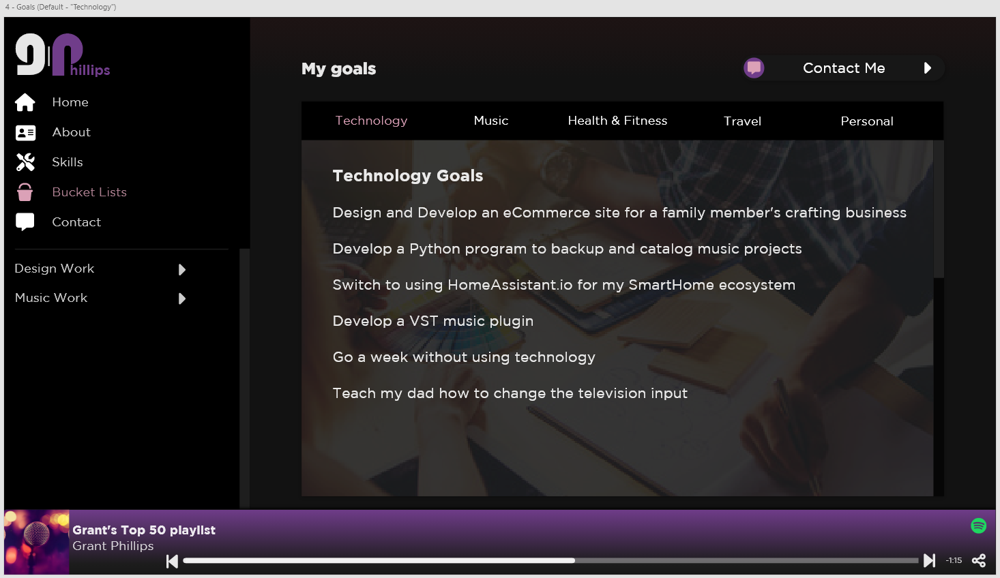 4 - Goals (Default - "Technology")
gp
hillips
Home
About
Skills
Bucket Lists
Contact
Design Work
Music Work
My goals
Contact Me
Technology Music Health & Fitness Travel Personal
Technology Goals
Design and Develop an eCommerce site for a family member's crafting business
Develop a Python program to backup and catalog music projects
Switch to using HomeAssistant.io for my SmartHome ecosystem
Develop a VST music plugin
Go a week without using technology
Teach my dad how to change the television input
Grant's Top 50 playlist
Grant Phillips
-1:15